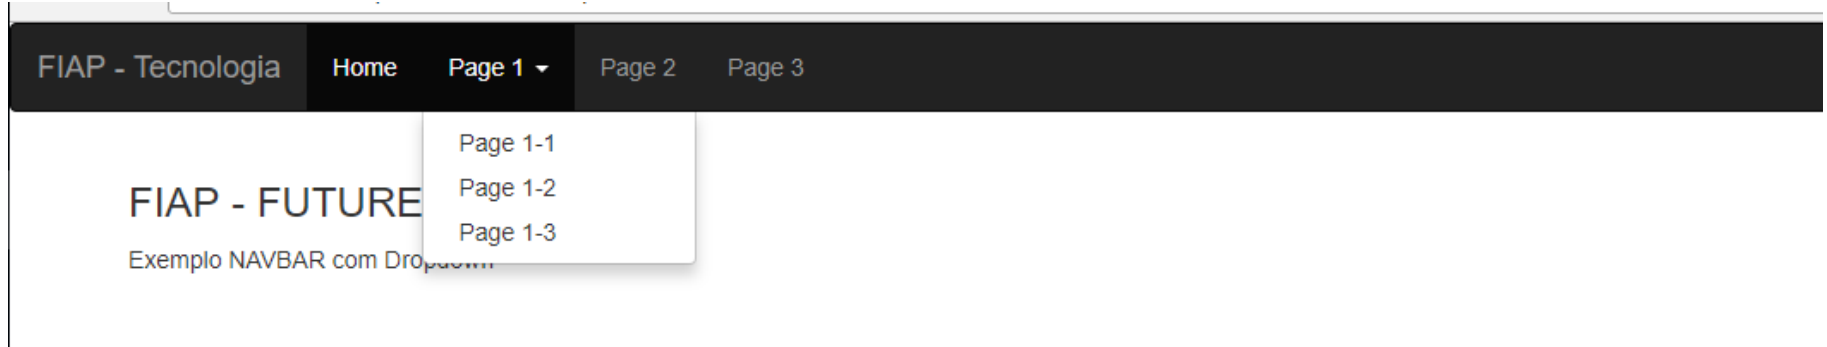 FIAP - Tecnologia Home Page 1 Page 2 Page 3
Page 1-1
Page 1-2
Page 1-3
FIAP - FUTURE
Exemplo NAVBAR com Dropdown